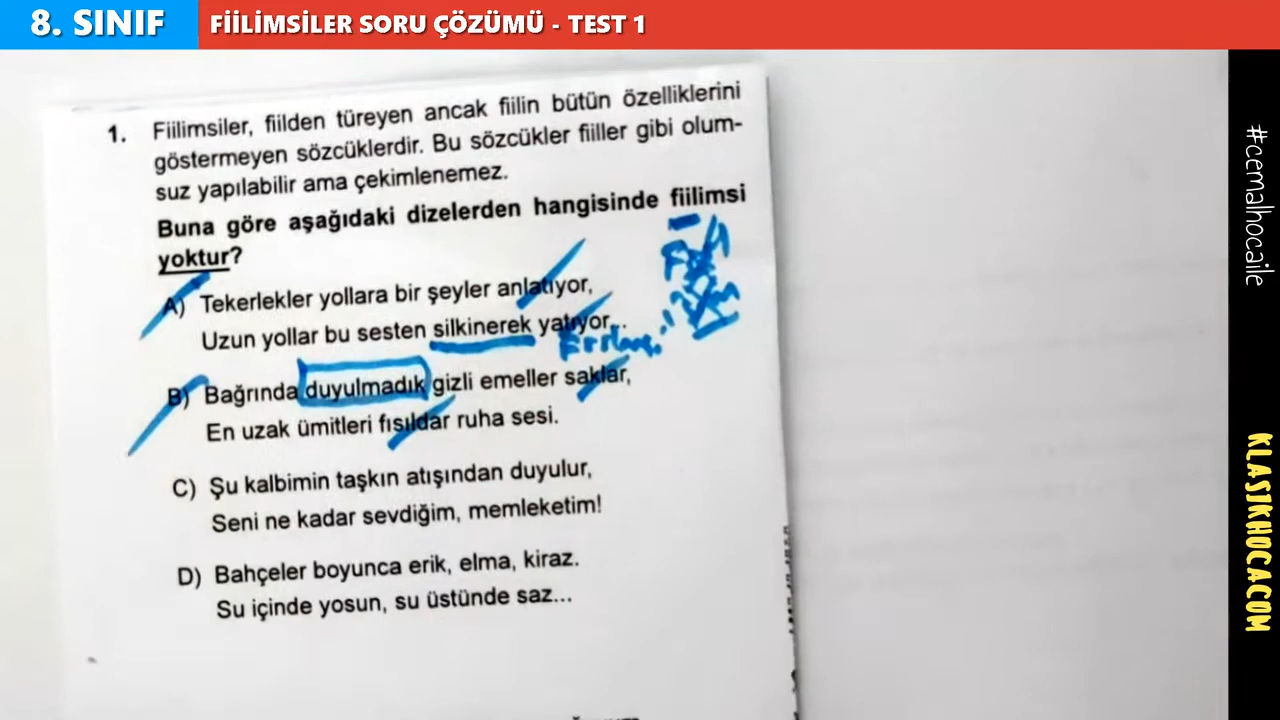 8. SINIF
FİİLİMSİLER SORU ÇÖZÜMÜ - TEST 1
1. Fiilimsiler, fiilden türeyen ancak fiilin bütün özelliklerini
göstermeyen sözcüklerdir. Bu sözcükler fiiller gibi olum-
suz yapılabilir ama çekimlenemez.
Buna göre aşağıdaki dizelerden hangisinde fiilimsi
yoktur?
A) Tekerlekler yollara bir şeyler anlatıyor,
Uzun yollar bu sesten silkinerek yatıyor...
B) Bağrında duyulmadık gizli emeller saklar,
En uzak ümitleri fısıldar ruha sesi.
C) Şu kalbimin taşkın atışından duyulur,
Seni ne kadar sevdiğim, memleketim!
D) Bahçeler boyunca erik, elma, kiraz.
Su içinde yosun, su üstünde saz...
#cemalhocaile
KLASIKHOCA.COM